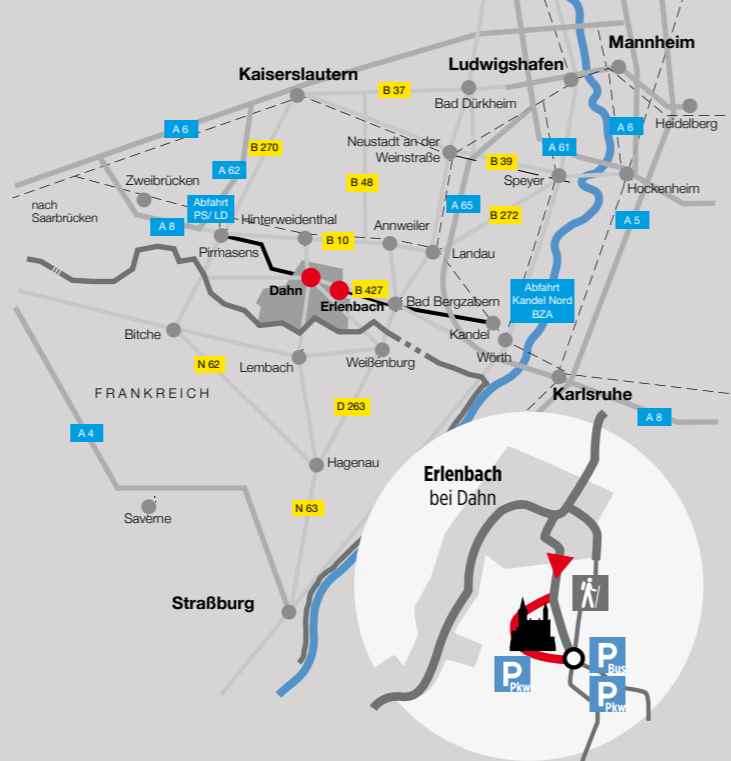 Mannheim
Ludwigshafen
Kaiserslautern
B 37
Bad Dürkheim
Heidelberg
A 6
A 6
B 270
Neustadt an der
Weinstraße
A 61
A 62
B 39
Zweibrücken
B 48
Speyer
Hockenheim
nach
Saarbrücken
Abfahrt
PS/ LD
A 65
B 272
A 5
A 8
Hinterweidenthal
Annweiler
B 10
Pirmasens
Landau
Dahn
B 427
Erlenbach
Bad Bergzabern
Abfahrt
Kandel Nord
BZA
Bitche
Kandel
Wörth
N 62
Lembach
Weißenburg
FRANKREICH
Karlsruhe
D 263
A 8
A 4
Hagenau
Erlenbach
bei Dahn
N 63
Saverne
Straßburg
P
Pkw
P
Bus
P
Pkw